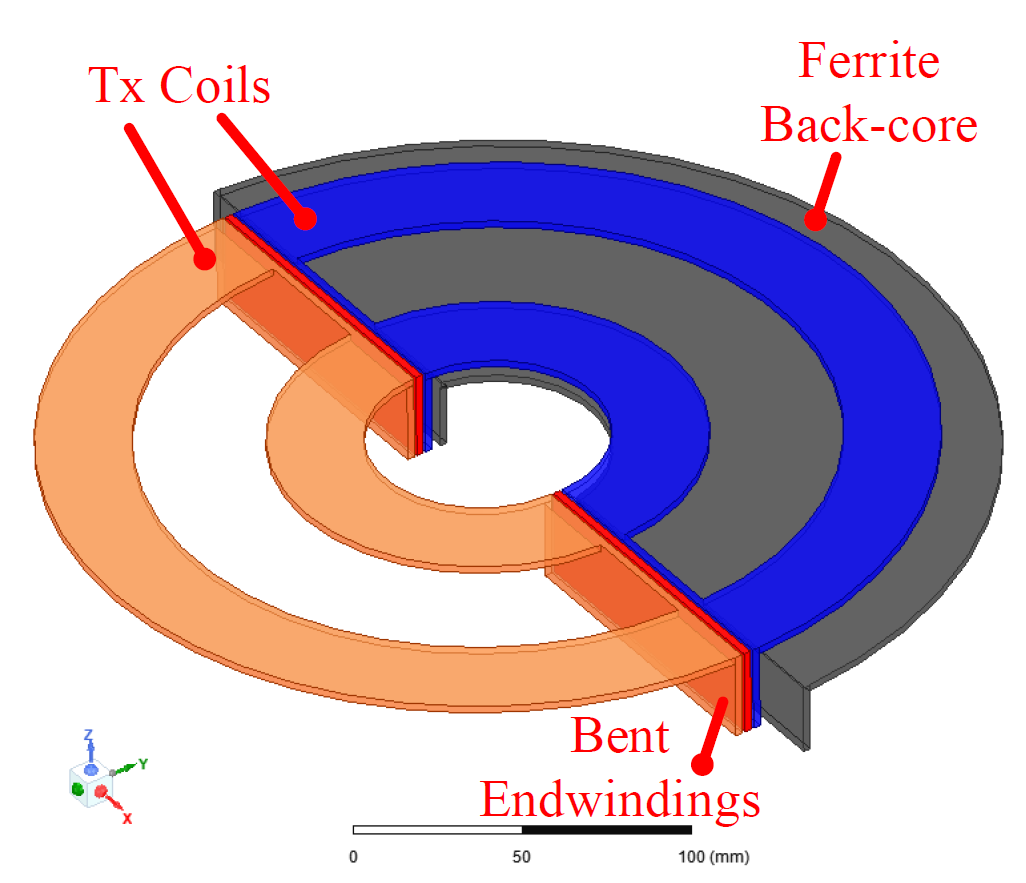 Tx Coils
Ferrite
Back-core
Bent
Endwindings
Z
Y
X
0 50 100 (mm)